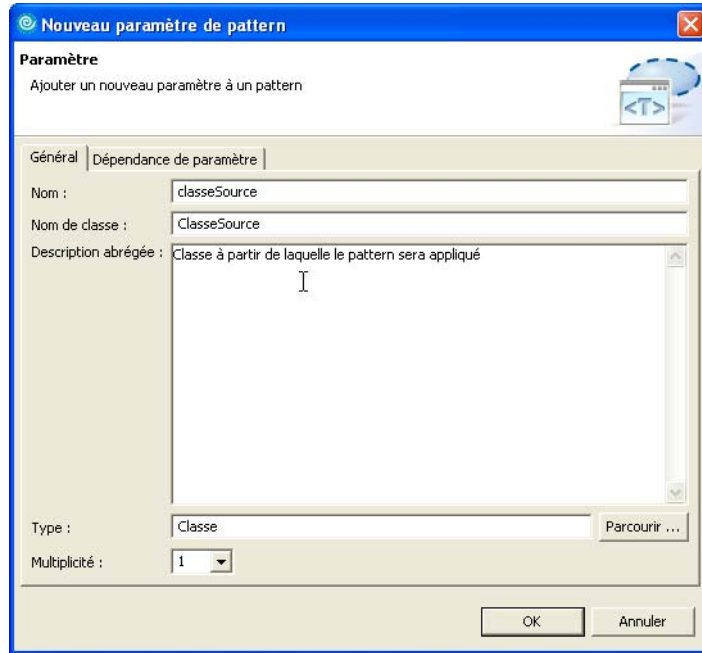 Nouveau paramètre de pattern
Paramètre
Ajouter un nouveau paramètre à un pattern
<T>
Général Dépendance de paramètre
Nom : classeSource
Nom de classe : ClasseSource
Description abrégée : Classe à partir de laquelle le pattern sera appliqué
Type : Classe Parcourir ...
Multiplicité : 1
OK Annuler